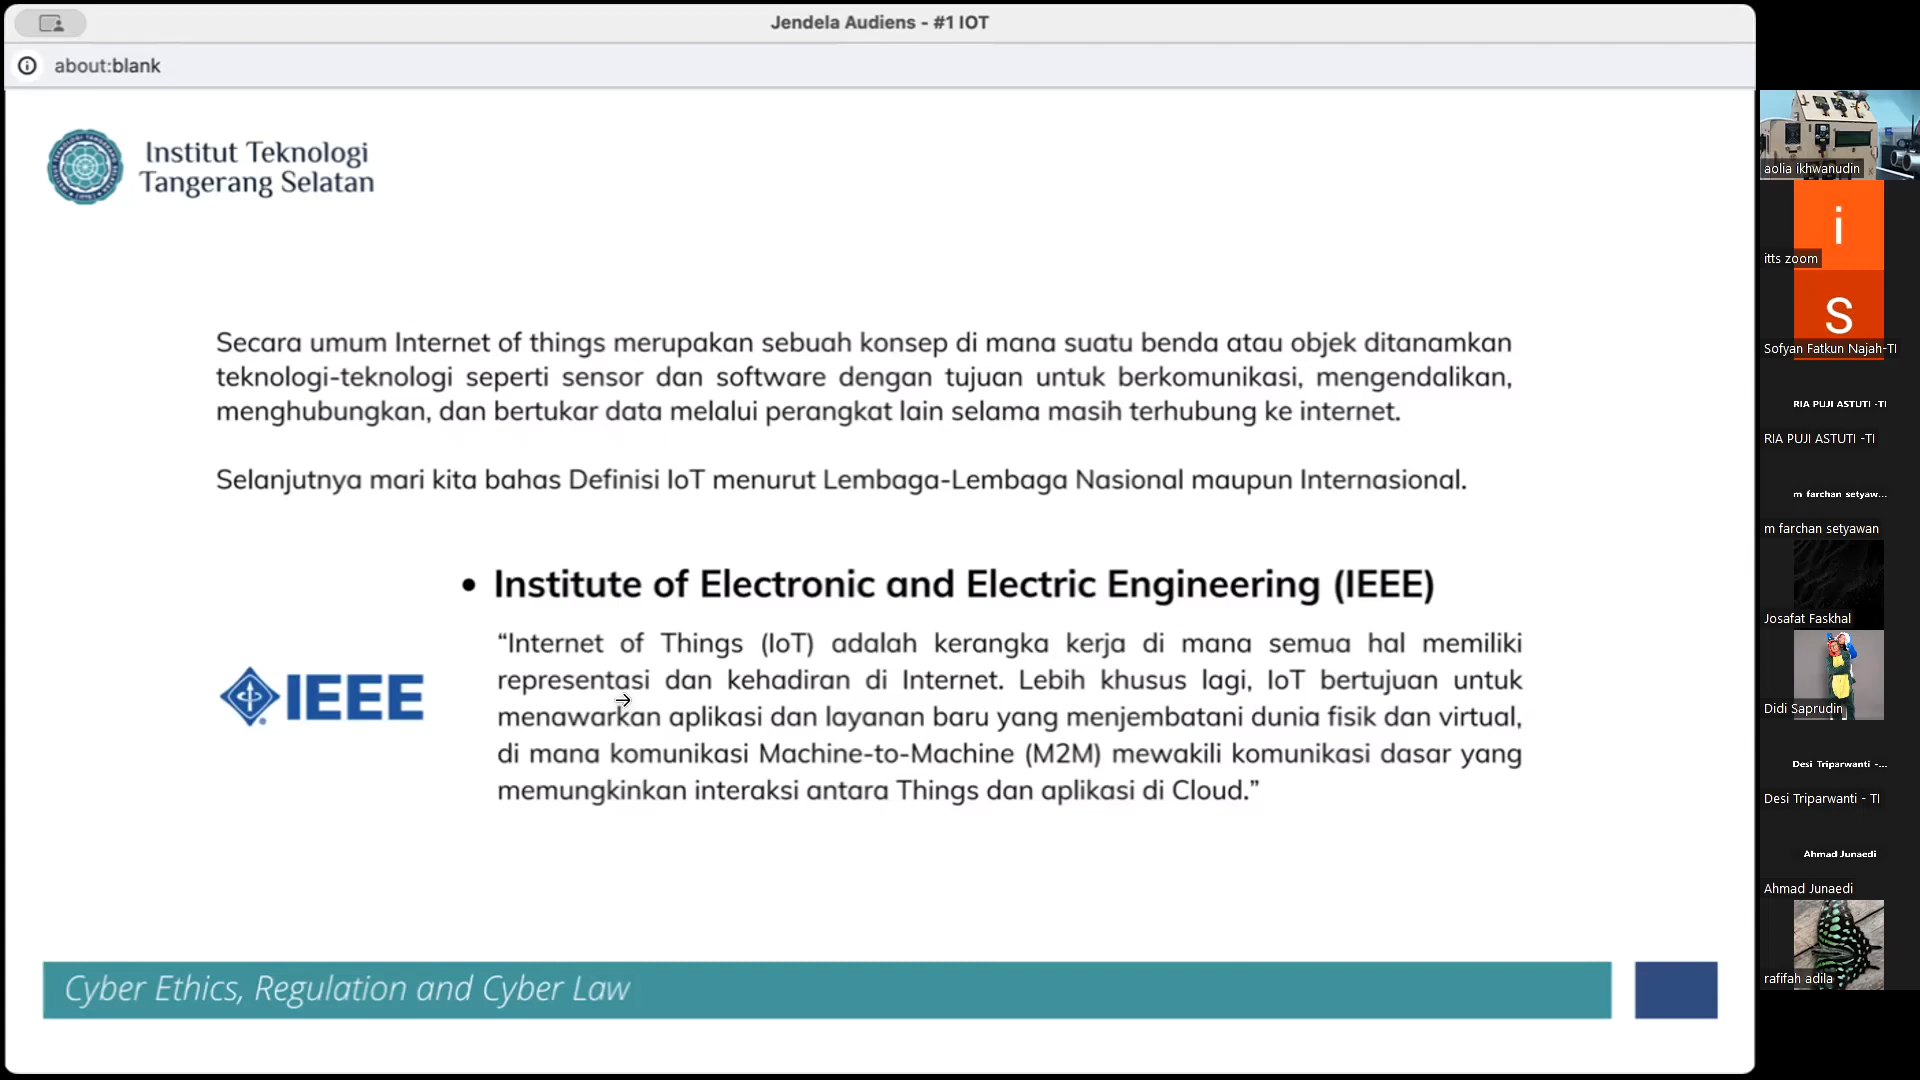 Jendela Audiens - #1 IOT
about:blank
Institut Teknologi
Tangerang Selatan
Secara umum Internet of things merupakan sebuah konsep di mana suatu benda atau objek ditanamkan
teknologi-teknologi seperti sensor dan software dengan tujuan untuk berkomunikasi, mengendalikan,
menghubungkan, dan bertukar data melalui perangkat lain selama masih terhubung ke internet.
Selanjutnya mari kita bahas Definisi IoT menurut Lembaga-Lembaga Nasional maupun Internasional.
• Institute of Electronic and Electric Engineering (IEEE)
“Internet of Things (IoT) adalah kerangka kerja di mana semua hal memiliki
representasi dan kehadiran di Internet. Lebih khusus lagi, IoT bertujuan untuk
menawarkan aplikasi dan layanan baru yang menjembatani dunia fisik dan virtual,
di mana komunikasi Machine-to-Machine (M2M) mewakili komunikasi dasar yang
memungkinkan interaksi antara Things dan aplikasi di Cloud.”
IEEE
Cyber Ethics, Regulation and Cyber Law
aolia ikhwanudin
i
itts zoom
S
Sofyan Fatkun Najah-TI
RIA PUJI ASTUTI -TI
RIA PUJI ASTUTI -TI
m farchan setyaw...
m farchan setyawan
Josafat Faskhal
Didi Saprudin
Desi Triparwanti -...
Desi Triparwanti - TI
Ahmad Junaedi
Ahmad Junaedi
rafifah adila